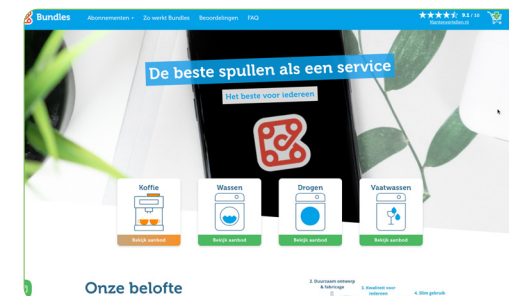 Bundles
Abonnementen
Zo werkt Bundles
Beoordelingen
FAQ
9.1 / 10
Klantenvertellen.nl
De beste spullen als een service
Het beste voor iedereen
Koffie
Bekijk aanbod
Wassen
Bekijk aanbod
Drogen
Bekijk aanbod
Vaatwassen
Bekijk aanbod
Onze belofte
2. Duurzaam ontwerp
& fabricage
3. Kwaliteit voor
iedereen
4. Slim gebruik